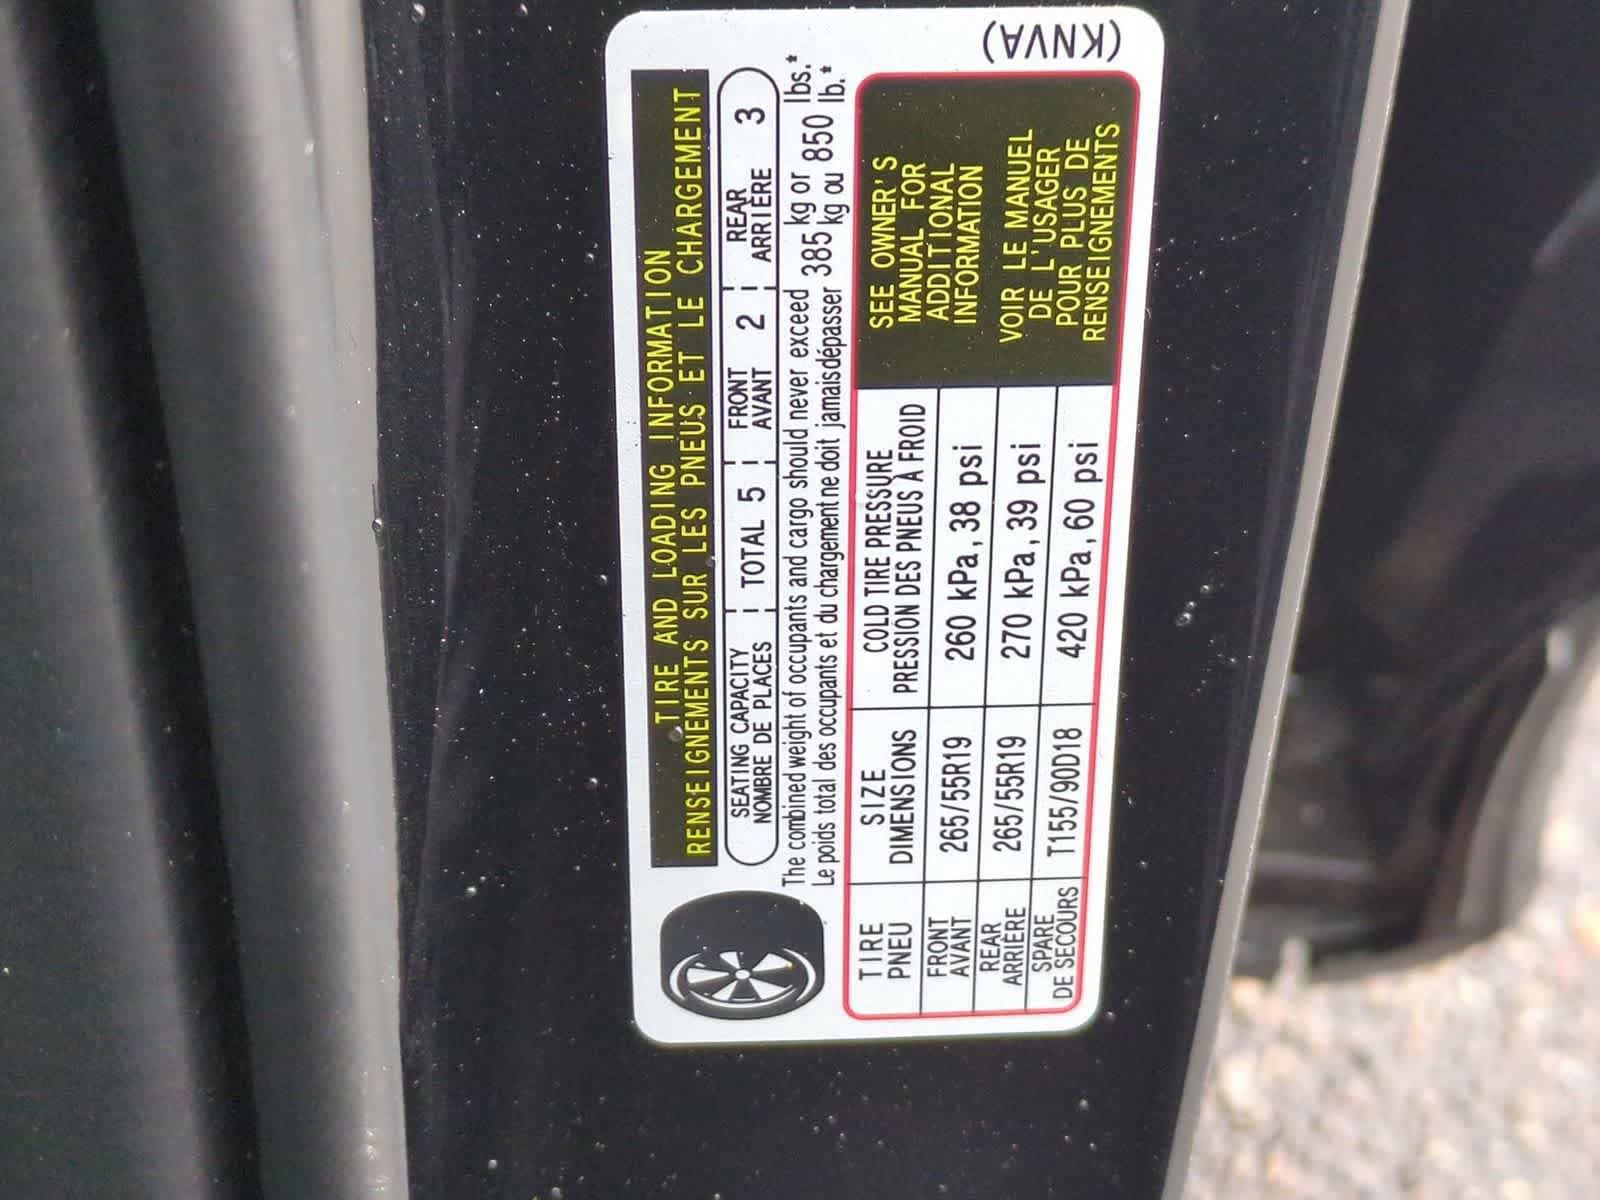 (KNVA)
TIRE AND LOADING INFORMATION
RENSEIGNEMENTS SUR LES PNEUS ET LE CHARGEMENT
SEATING CAPACITY
NOMBRE DE PLACES
TOTAL 5
FRONT
AVANT
2
REAR
ARRIÈRE
3
The combined weight of occupants and cargo should never exceed 385 kg or 850 lbs.*
Le poids total des occupants et du chargement ne doit jamais dépasser 385 kg ou 850 lb.*
TIRE
PNEU
SIZE
DIMENSIONS
COLD TIRE PRESSURE
PRESSION DES PNEUS À FROID
FRONT
AVANT
265/55R19
260 kPa, 38 psi
REAR
ARRIÈRE
265/55R19
270 kPa, 39 psi
SPARE
DE SECOURS
T155/90D18
420 kPa, 60 psi
SEE OWNER'S
MANUAL FOR
ADDITIONAL
INFORMATION
VOIR LE MANUEL
DE L'USAGER
POUR PLUS DE
RENSEIGNEMENTS